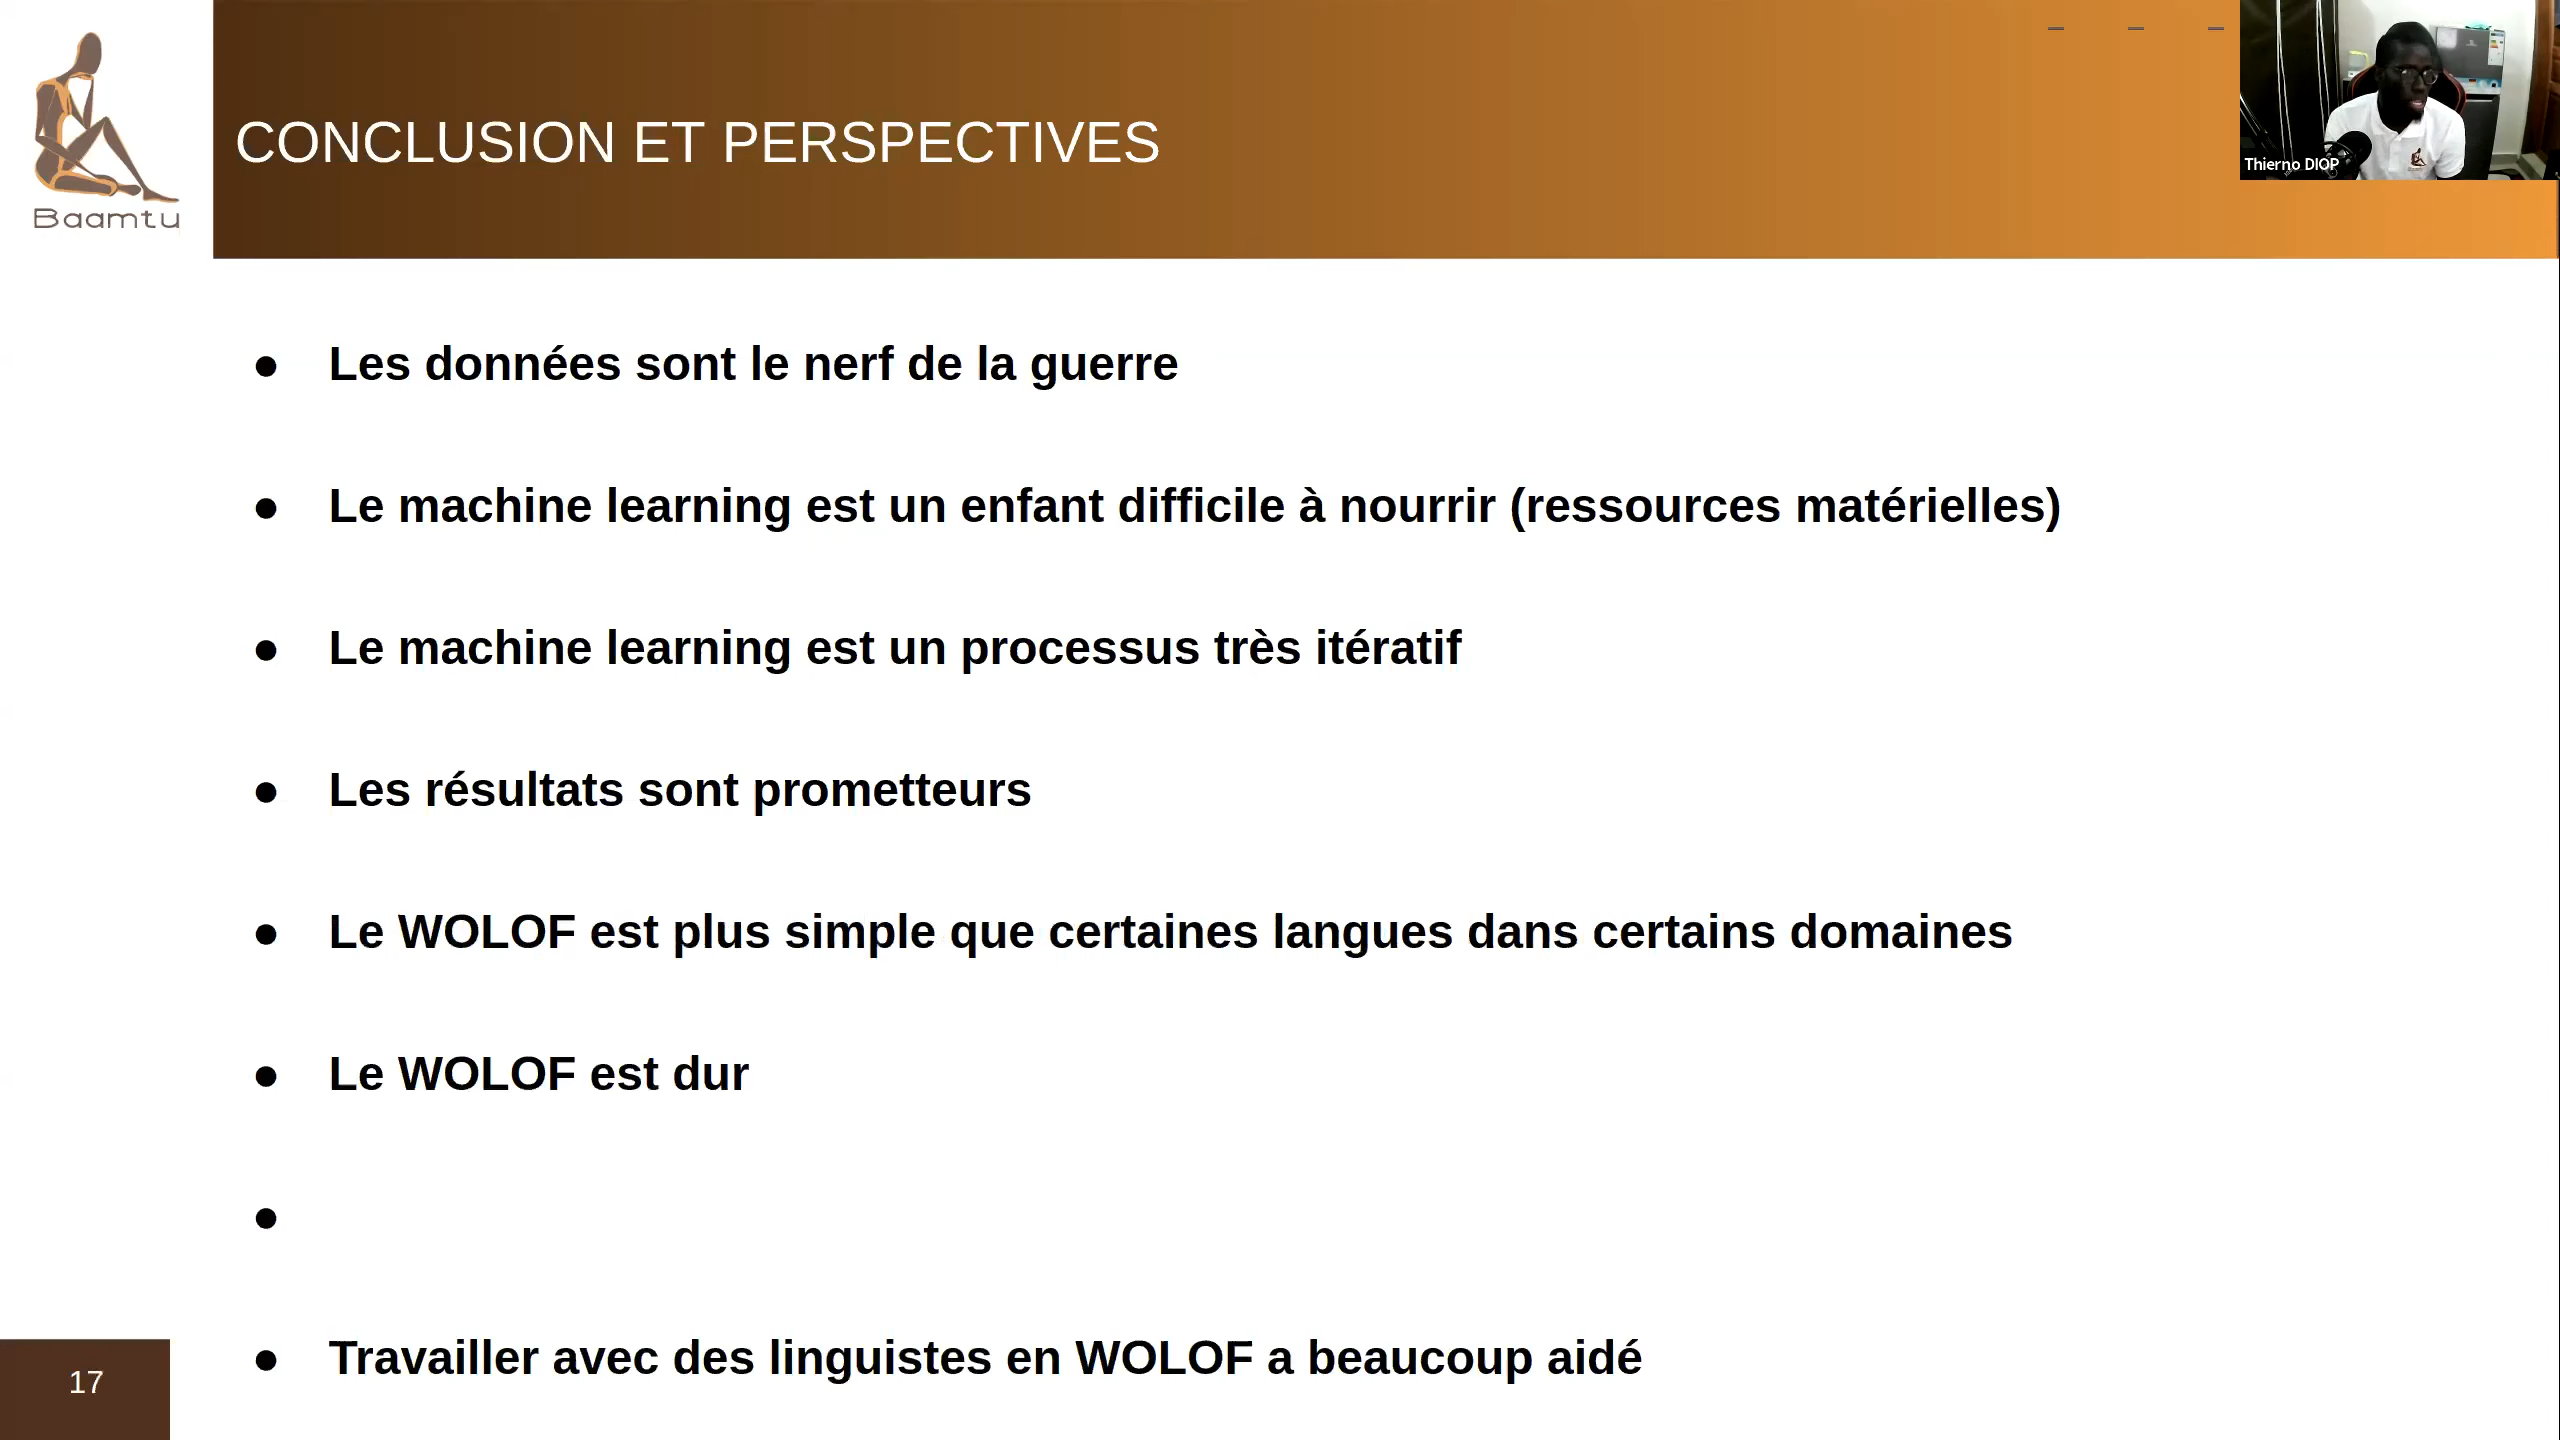 Baamtu
CONCLUSION ET PERSPECTIVES
Thierno DIOP
● Les données sont le nerf de la guerre
● Le machine learning est un enfant difficile à nourrir (ressources matérielles)
● Le machine learning est un processus très itératif
● Les résultats sont prometteurs
● Le WOLOF est plus simple que certaines langues dans certains domaines
● Le WOLOF est dur
●
● Travailler avec des linguistes en WOLOF a beaucoup aidé
17